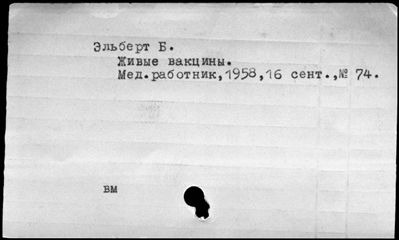 Эльберт Б.
Живые вакцины.
Мед.работник,1958,16 сент.,№ 74.
вм